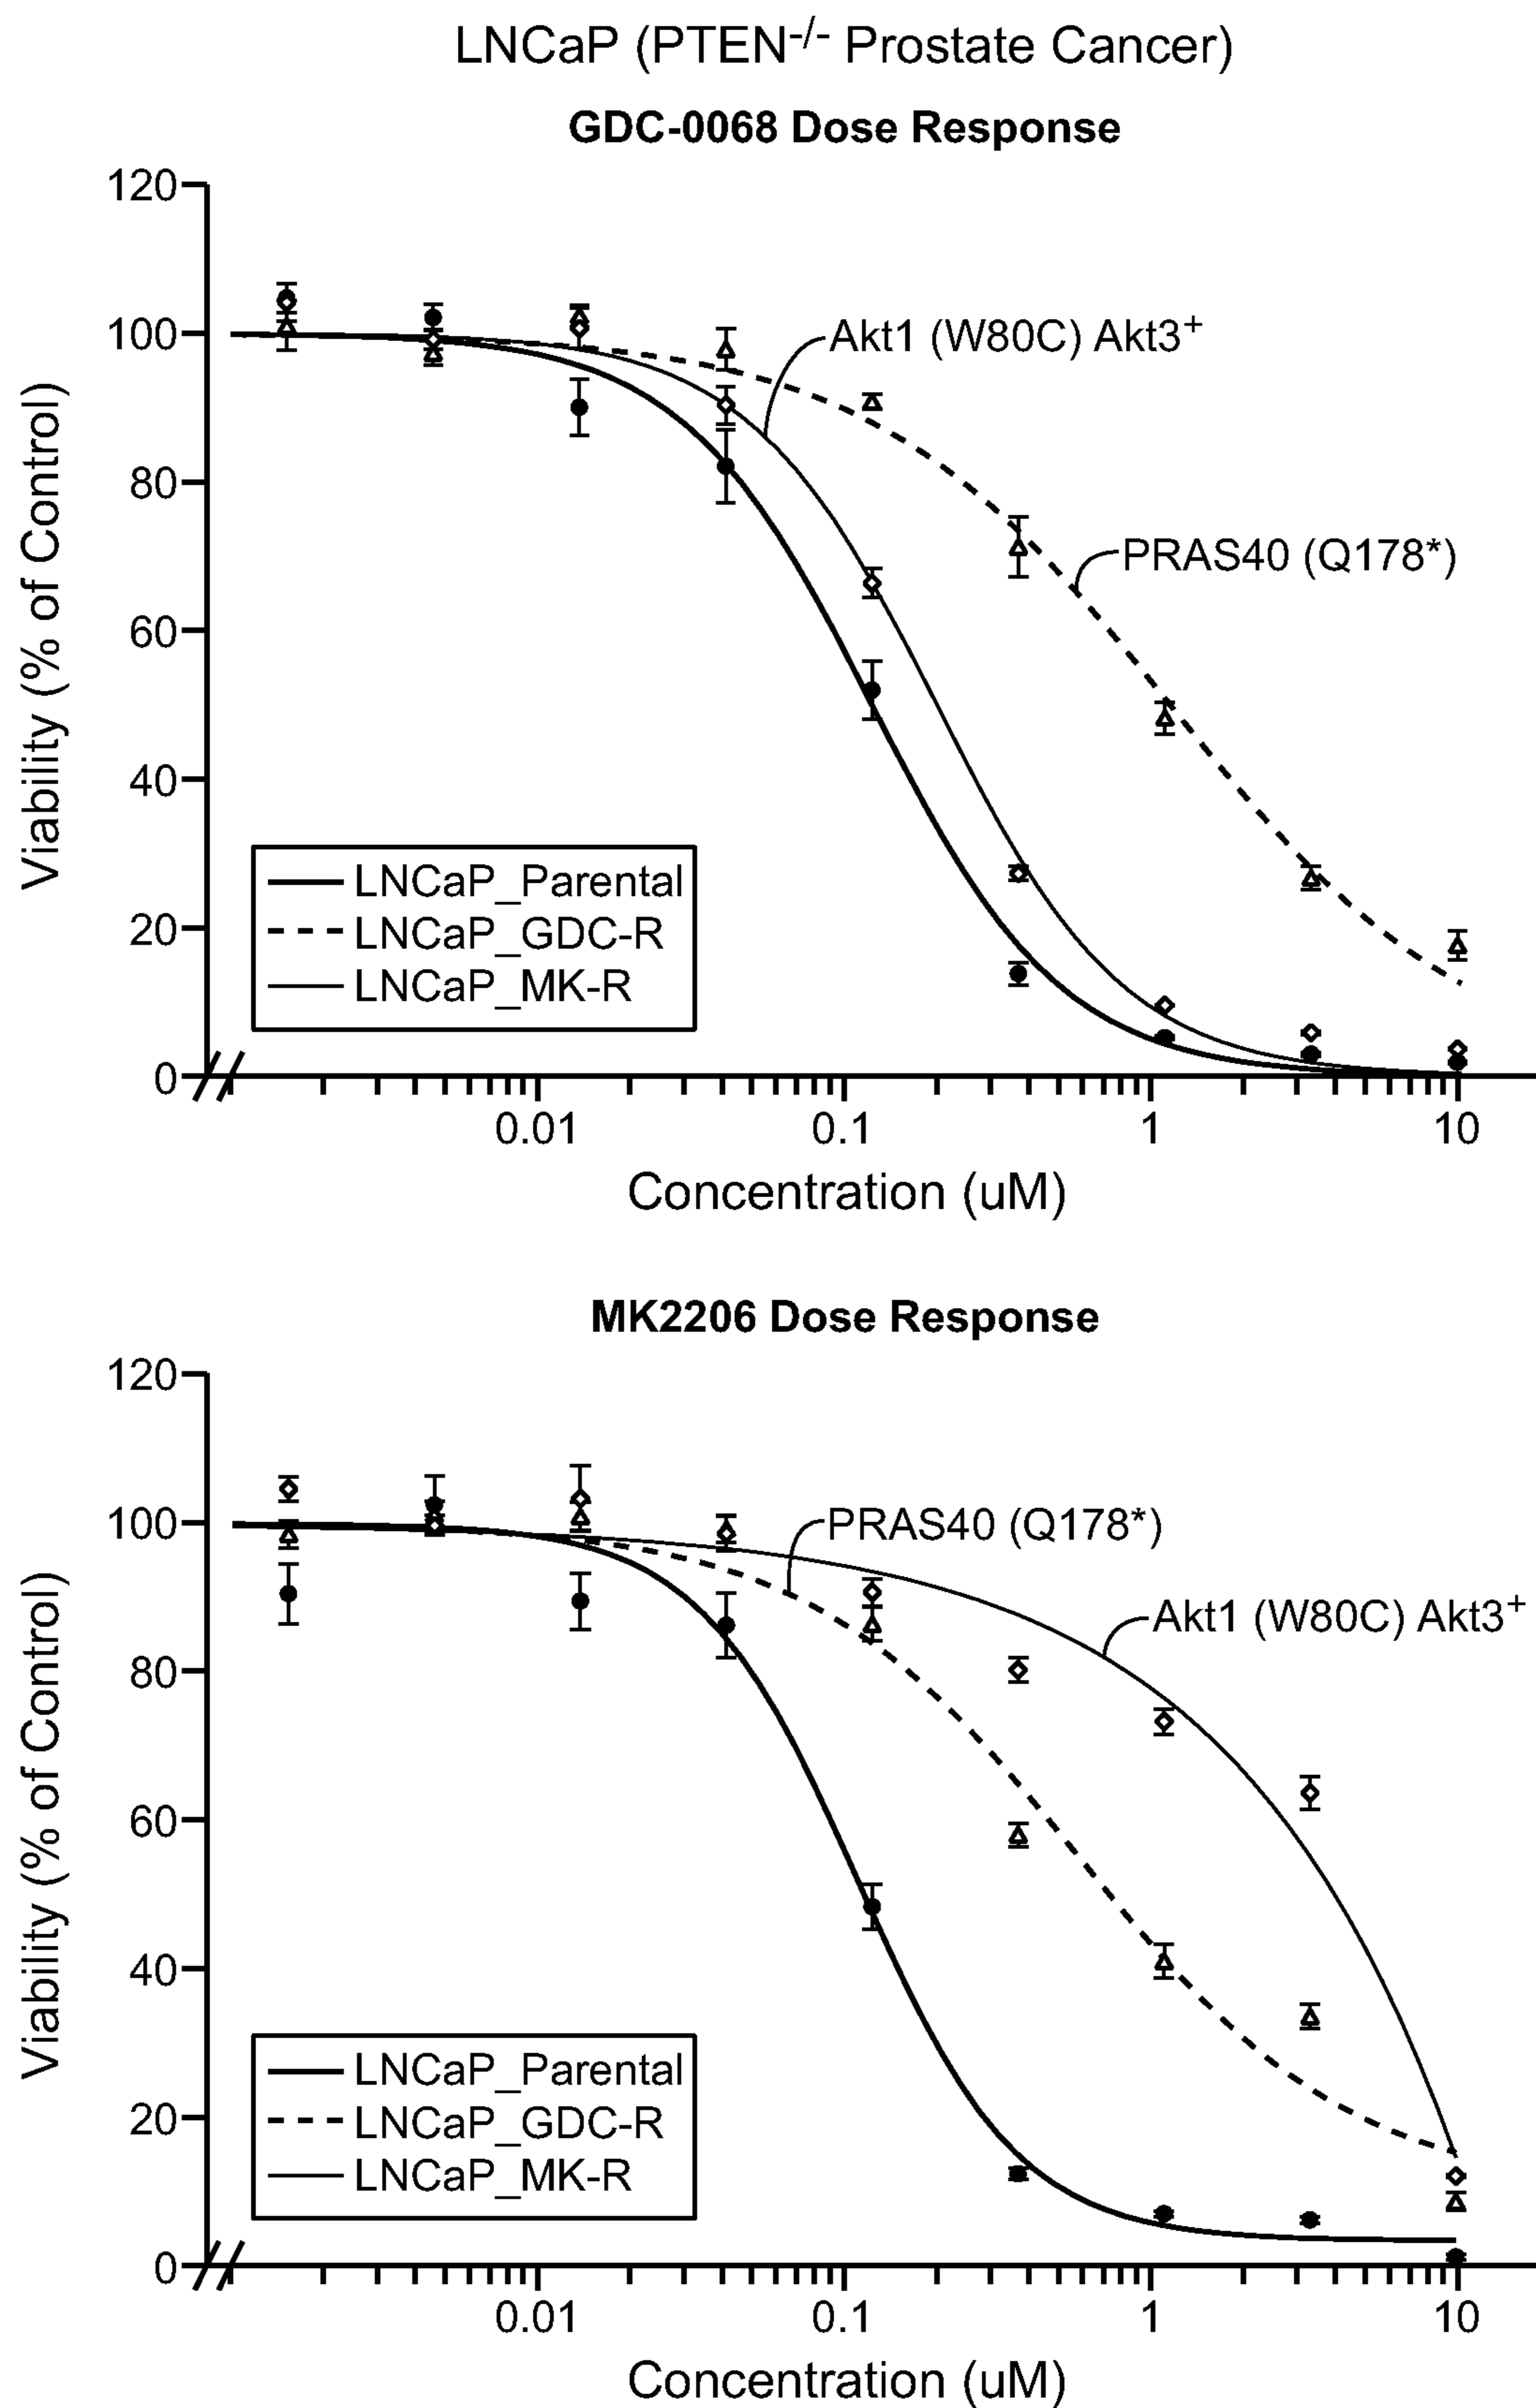 LNCaP (PTEN-/- Prostate Cancer)
GDC-0068 Dose Response
120
100
80
60
40
20
0
Viability (% of Control)
Akt1 (W80C) Akt3+
PRAS40 (Q178*)
LNCaP_Parental
LNCaP_GDC-R
LNCaP_MK-R
0.01 0.1 1 10
Concentration (uM)
MK2206 Dose Response
120
100
80
60
40
20
0
Viability (% of Control)
PRAS40 (Q178*)
Akt1 (W80C) Akt3+
LNCaP_Parental
LNCaP_GDC-R
LNCaP_MK-R
0.01 0.1 1 10
Concentration (uM)